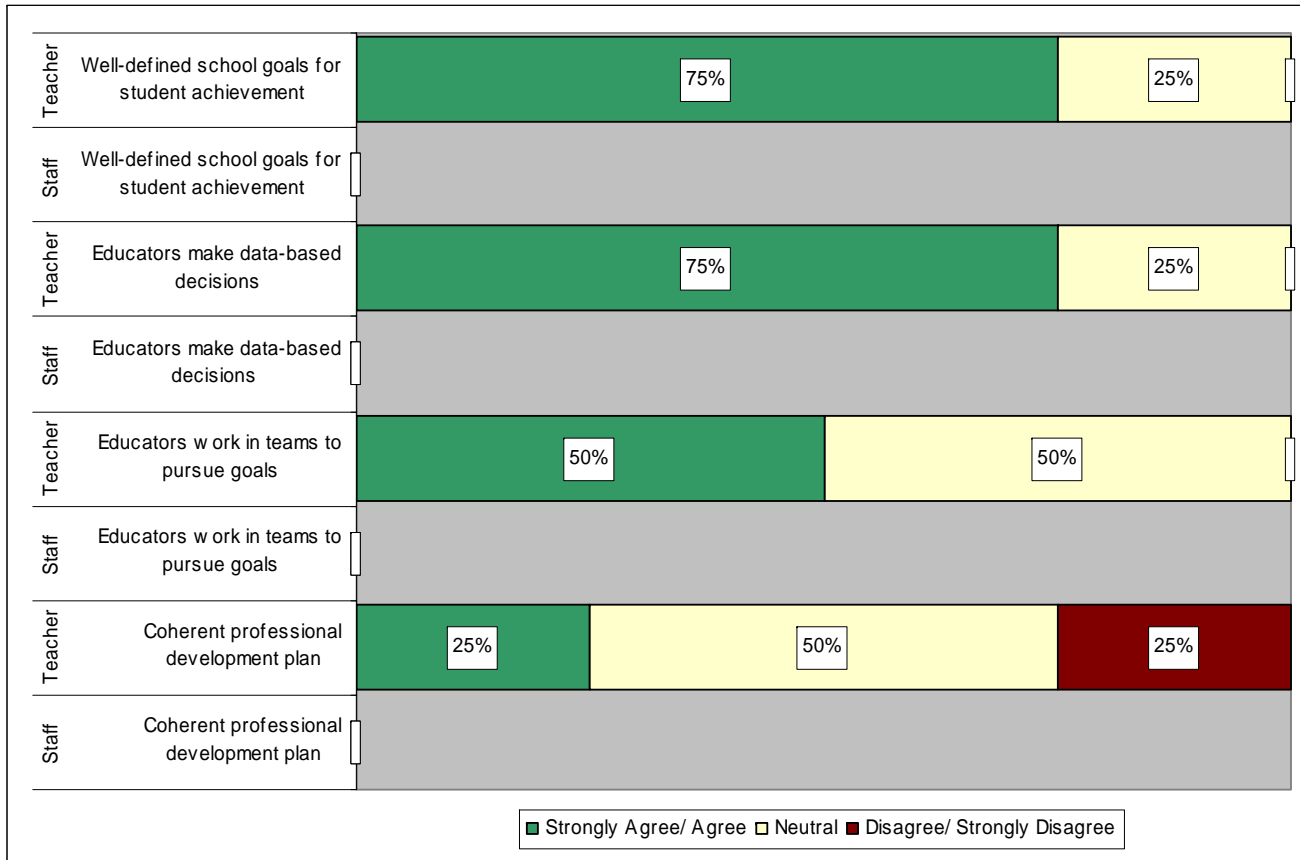 Teacher
Well-defined school goals for
student achievement
75%
25%
Staff
Well-defined school goals for
student achievement
Teacher
Educators make data-based
decisions
75%
25%
Staff
Educators make data-based
decisions
Teacher
Educators work in teams to
pursue goals
50%
50%
Staff
Educators work in teams to
pursue goals
Teacher
Coherent professional
development plan
25%
50%
25%
Staff
Coherent professional
development plan
Strongly Agree/ Agree
Neutral
Disagree/ Strongly Disagree